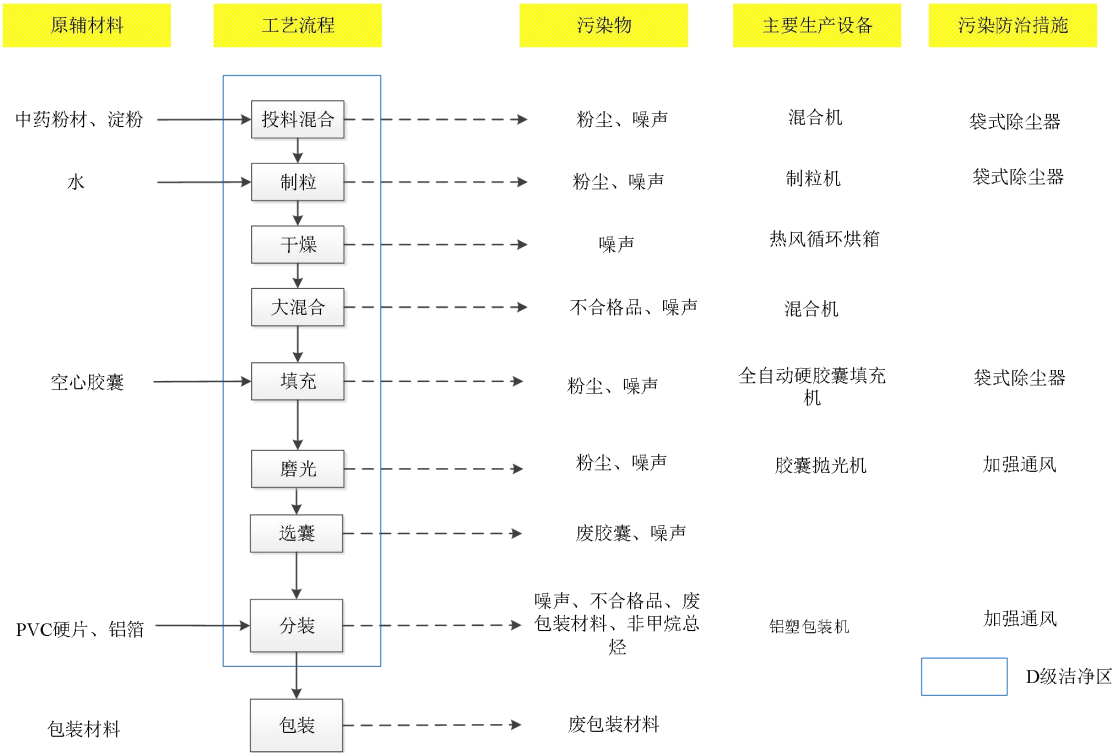 原辅材料
工艺流程
污染物
主要生产设备
污染防治措施
中药粉材、淀粉
投料混合
粉尘、噪声
混合机
袋式除尘器
水
制粒
粉尘、噪声
制粒机
袋式除尘器
干燥
噪声
热风循环烘箱
大混合
不合格品、噪声
混合机
空心胶囊
填充
粉尘、噪声
全自动硬胶囊填充
机
袋式除尘器
磨光
粉尘、噪声
胶囊抛光机
加强通风
选囊
废胶囊、噪声
PVC硬片、铝箔
分装
噪声、不合格品、废
包装材料、非甲烷总
烃
铝塑包装机
加强通风
D级洁净区
包装材料
包装
废包装材料